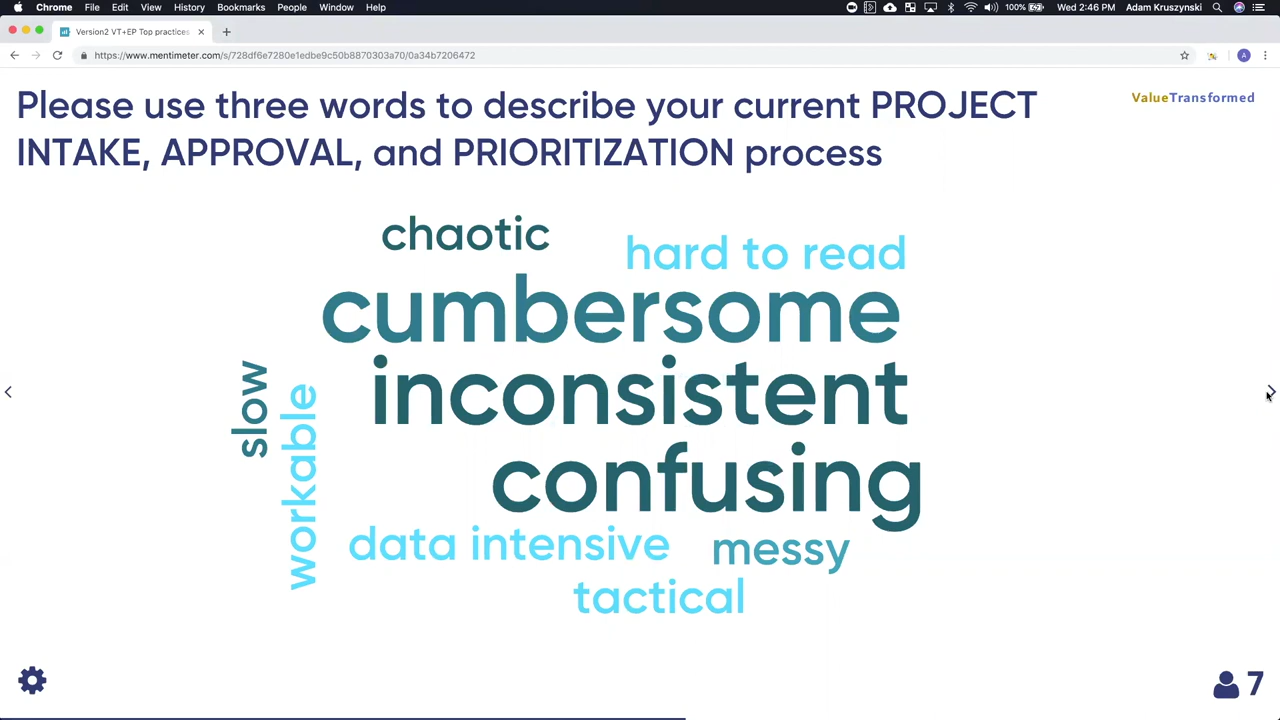 Chrome File Edit View History Bookmarks People Window Help 100% Wed 2:46 PM Adam Kruszynski
Version2 VT+EP Top practices
https://www.mentimeter.com/s/728df6e7280e1edbe9c50b8870303a70/0a34b7206472
A
Please use three words to describe your current PROJECT
INTAKE, APPROVAL, and PRIORITIZATION process
ValueTransformed
chaotic
hard to read
cumbersome
inconsistent
slow
workable
confusing
data intensive
messy
tactical
7